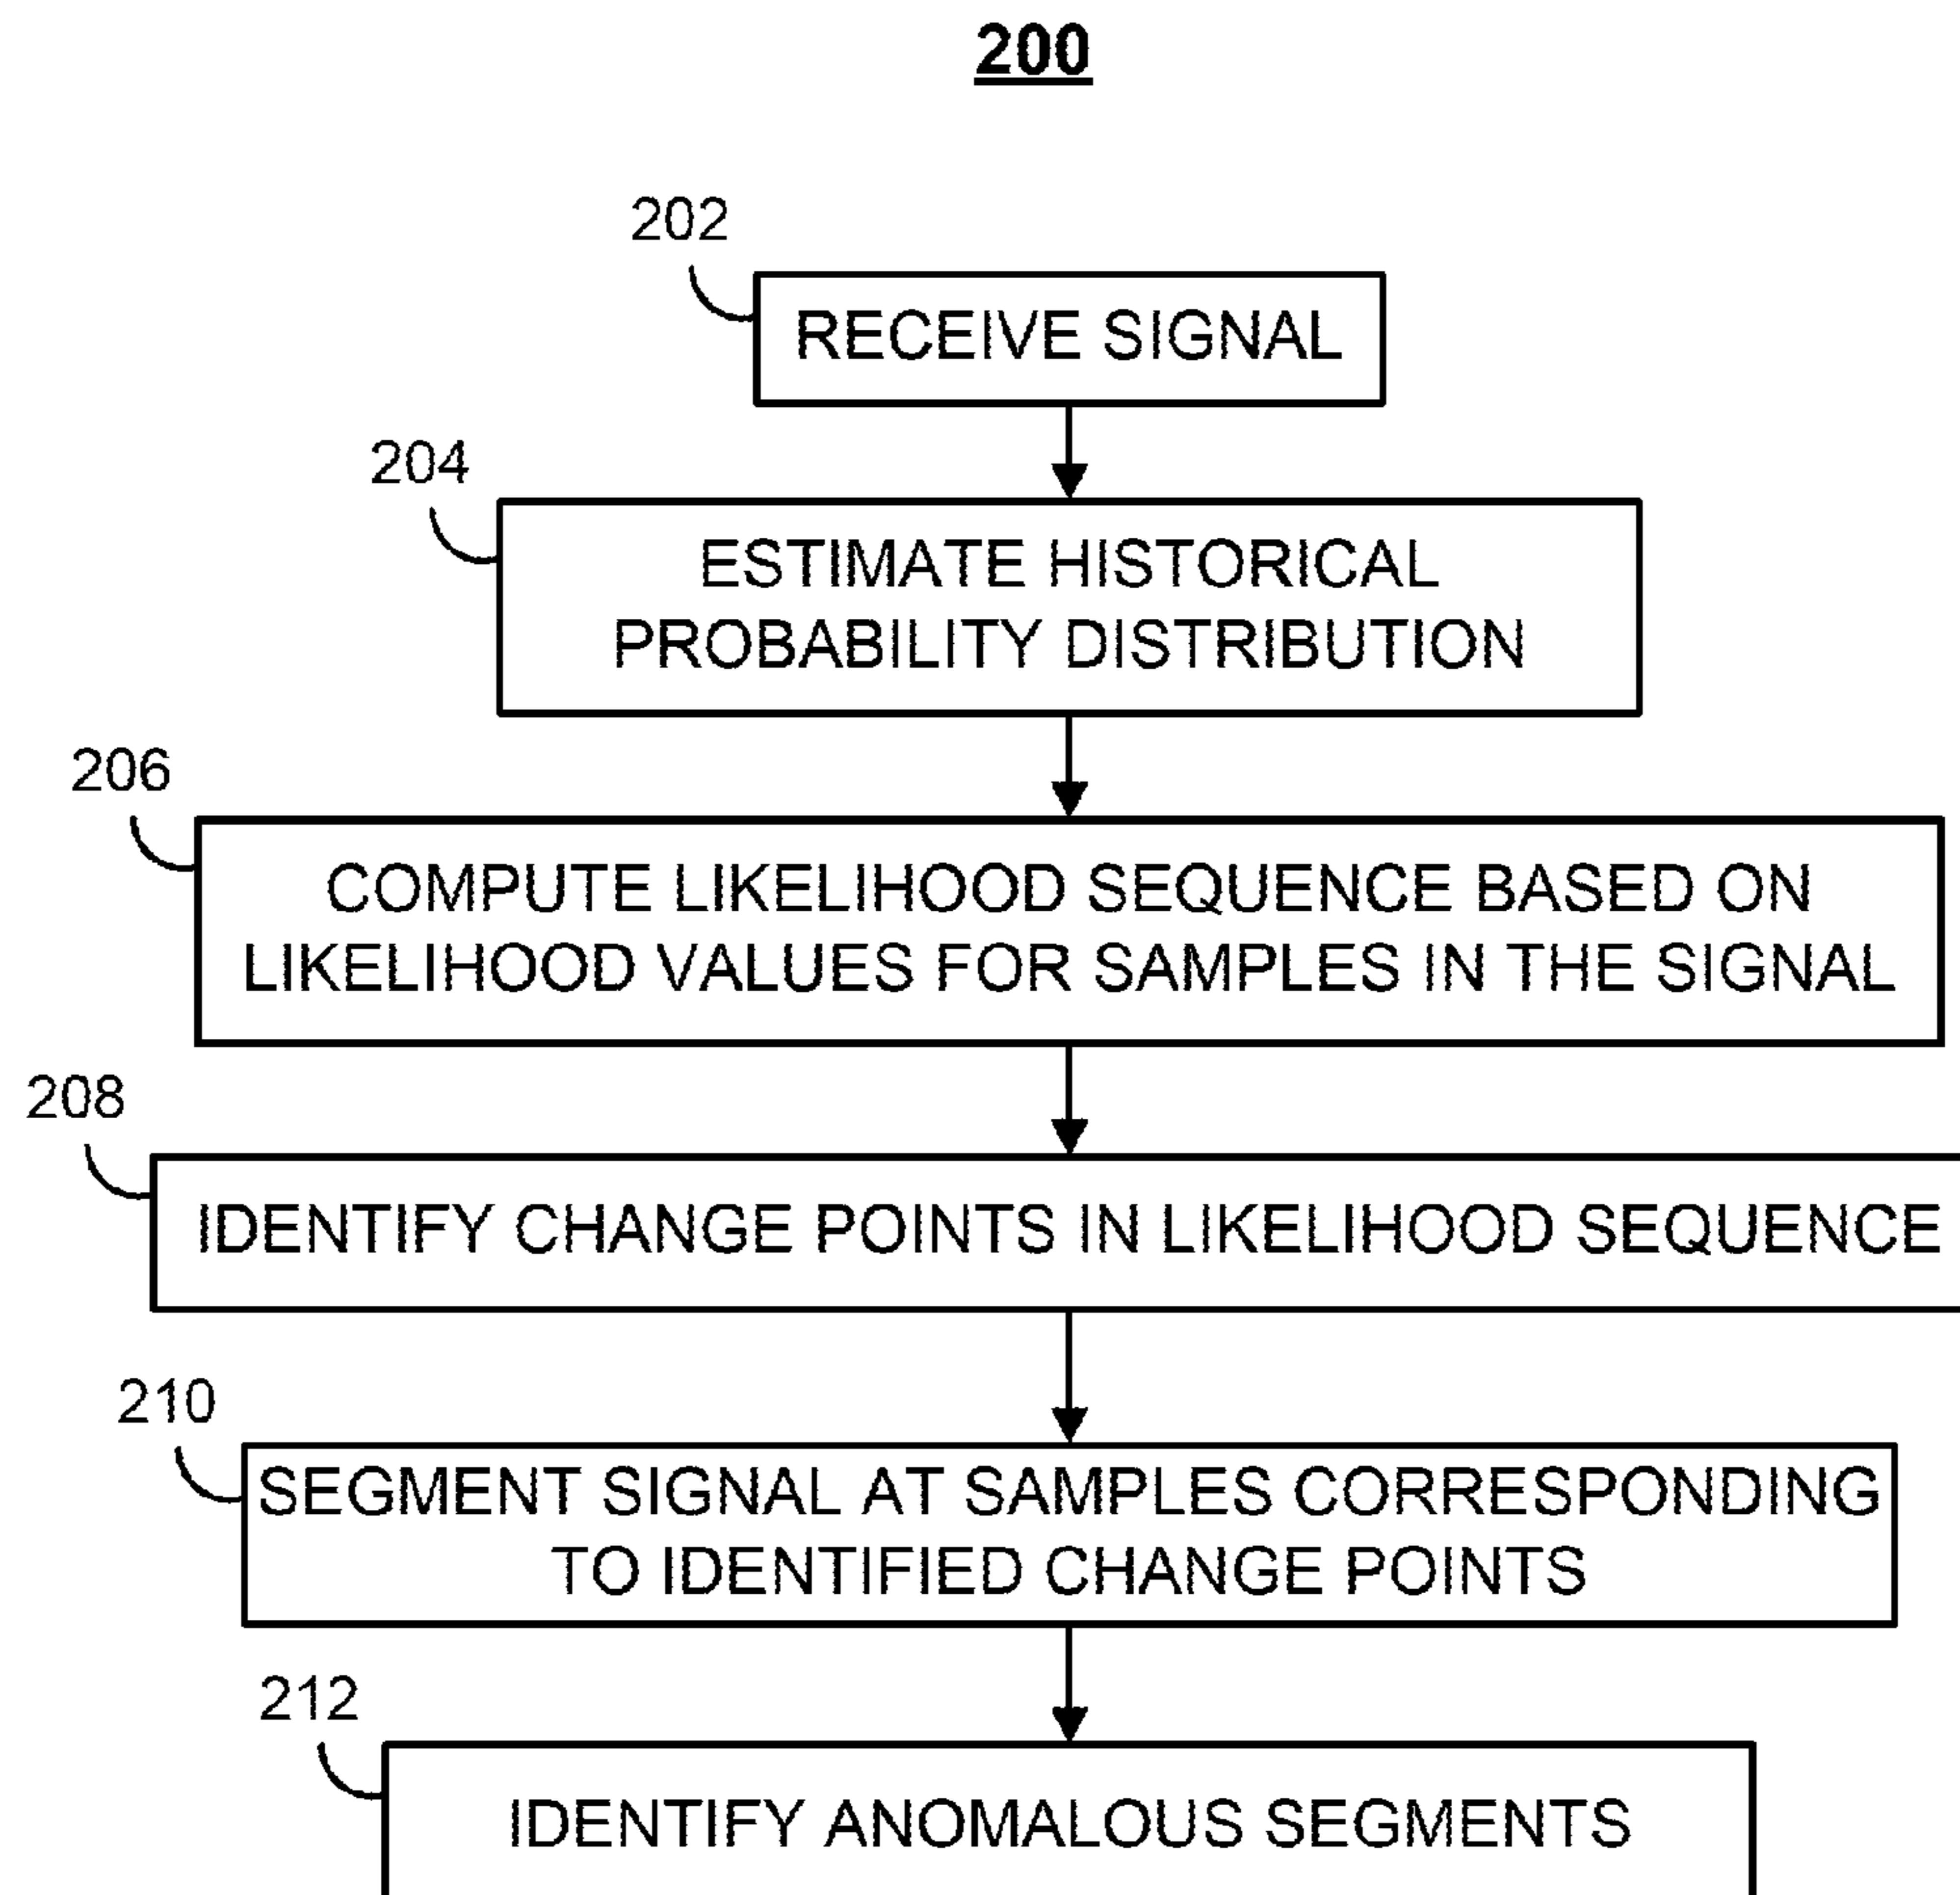 200
202
RECEIVE SIGNAL
204
ESTIMATE HISTORICAL
PROBABILITY DISTRIBUTION
206
COMPUTE LIKELIHOOD SEQUENCE BASED ON
LIKELIHOOD VALUES FOR SAMPLES IN THE SIGNAL
208
IDENTIFY CHANGE POINTS IN LIKELIHOOD SEQUENCE
210
SEGMENT SIGNAL AT SAMPLES CORRESPONDING
TO IDENTIFIED CHANGE POINTS
212
IDENTIFY ANOMALOUS SEGMENTS